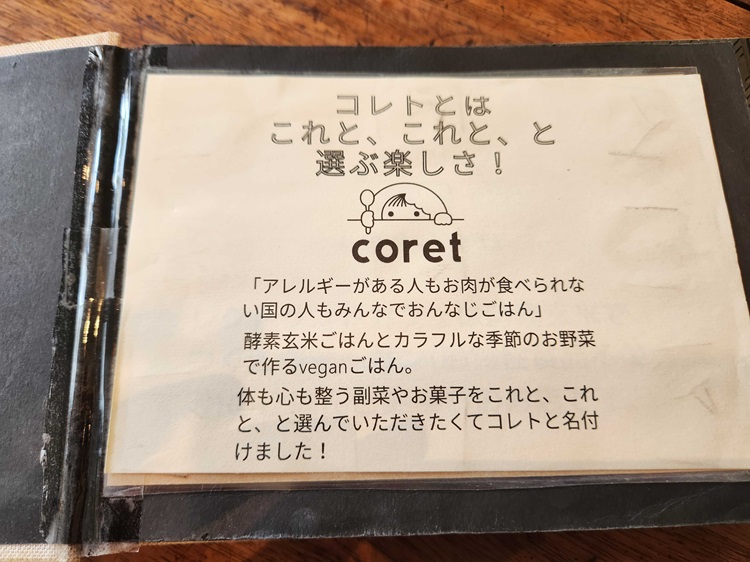 コレトとは
これと、これと、と
選ぶ楽しさ！
coret
「アレルギーがある人もお肉が食べられな
い国の人もみんなでおんなじごはん」
酵素玄米ごはんとカラフルな季節のお野菜
で作るveganごはん。
体も心も整う副菜やお菓子をこれと、これ
と、と選んでいただきたくてコレトと名付
けました！